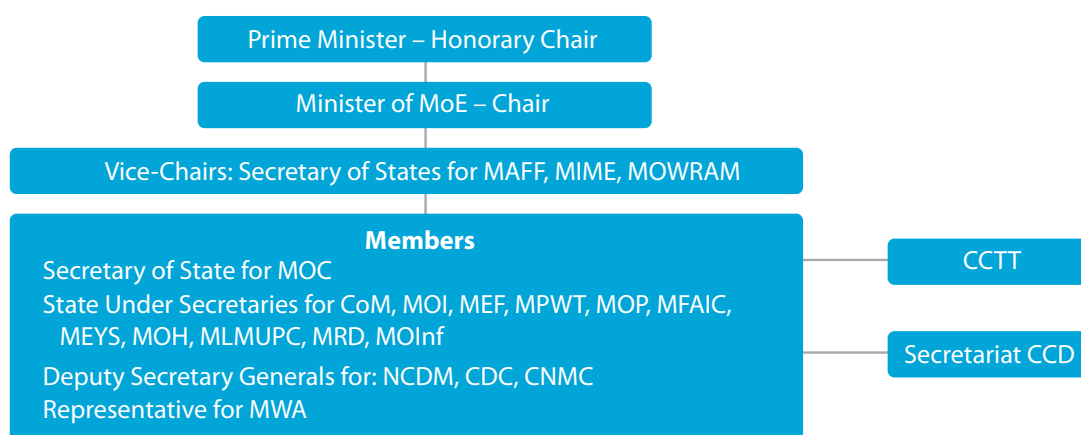 Prime Minister – Honorary Chair
Minister of MoE – Chair
Vice-Chairs: Secretary of States for MAFF, MIME, MOWRAM
Members
Secretary of State for MOC
State Under Secretaries for CoM, MOI, MEF, MPWT, MOP, MFAIC,
MEYS, MOH, MLMUPC, MRD, MOInf
Deputy Secretary Generals for: NCDM, CDC, CNMC
Representative for MWA
CCTT
Secretariat CCD